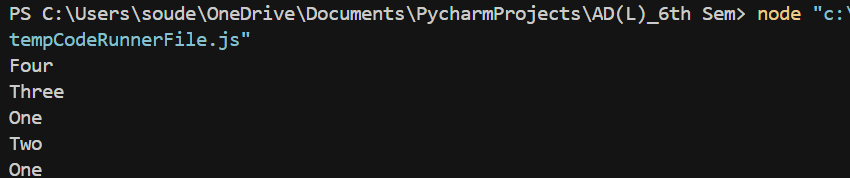 PS C:\Users\soude\OneDrive\Documents\PycharmProjects\AD(L)_6th Sem> node "c:\
tempCodeRunnerFile.js"
Four
Three
One
Two
One